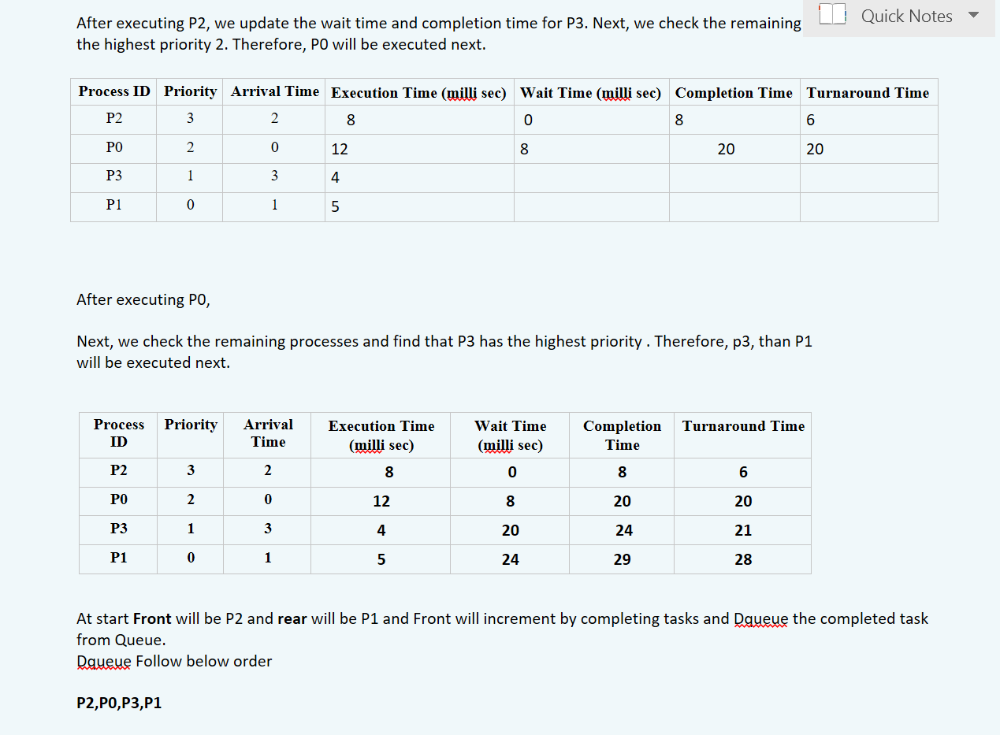 After executing P2, we update the wait time and completion time for P3. Next, we check the remaining
Quick Notes
the highest priority 2. Therefore, P0 will be executed next.
Process ID Priority Arrival Time Execution Time (milli sec) Wait Time (milli sec) Completion Time Turnaround Time
P2 3 2 8 0 8 6
P0 2 0 12 8 20 20
P3 1 3 4
P1 0 1 5
After executing P0,
Next, we check the remaining processes and find that P3 has the highest priority . Therefore, p3, than P1
will be executed next.
Process Priority Arrival Execution Time Wait Time Completion Turnaround Time
ID Time (milli sec) (milli sec) Time
P2 3 2 8 0 8 6
P0 2 0 12 8 20 20
P3 1 3 4 20 24 21
P1 0 1 5 24 29 28
At start Front will be P2 and rear will be P1 and Front will increment by completing tasks and Dqueue the completed task
from Queue.
Dqueue Follow below order
P2,P0,P3,P1